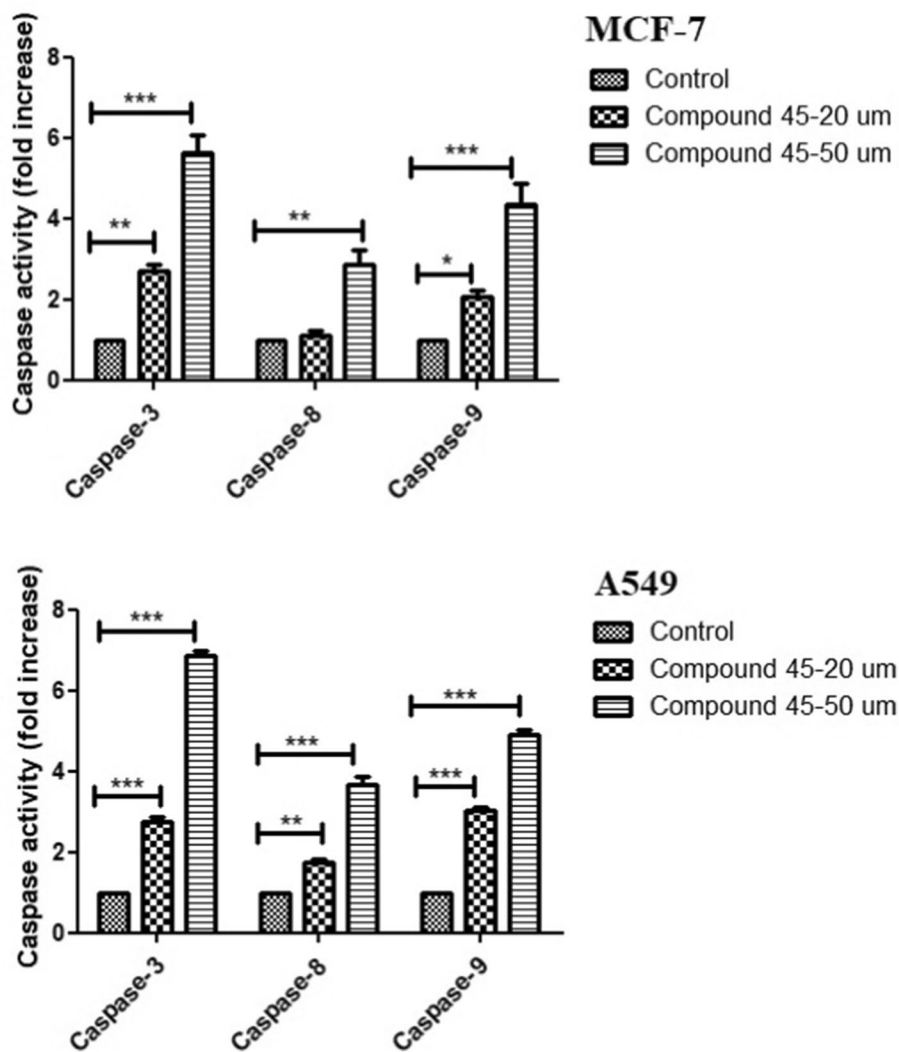 MCF-7
Control
Compound 45-20 um
Compound 45-50 um
Caspase activity (fold increase)
8
6
4
2
0
***
**
**
***
*
Caspase-3
Caspase-8
Caspase-9
A549
Control
Compound 45-20 um
Compound 45-50 um
Caspase activity (fold increase)
8
6
4
2
0
***
***
***
**
***
***
Caspase-3
Caspase-8
Caspase-9